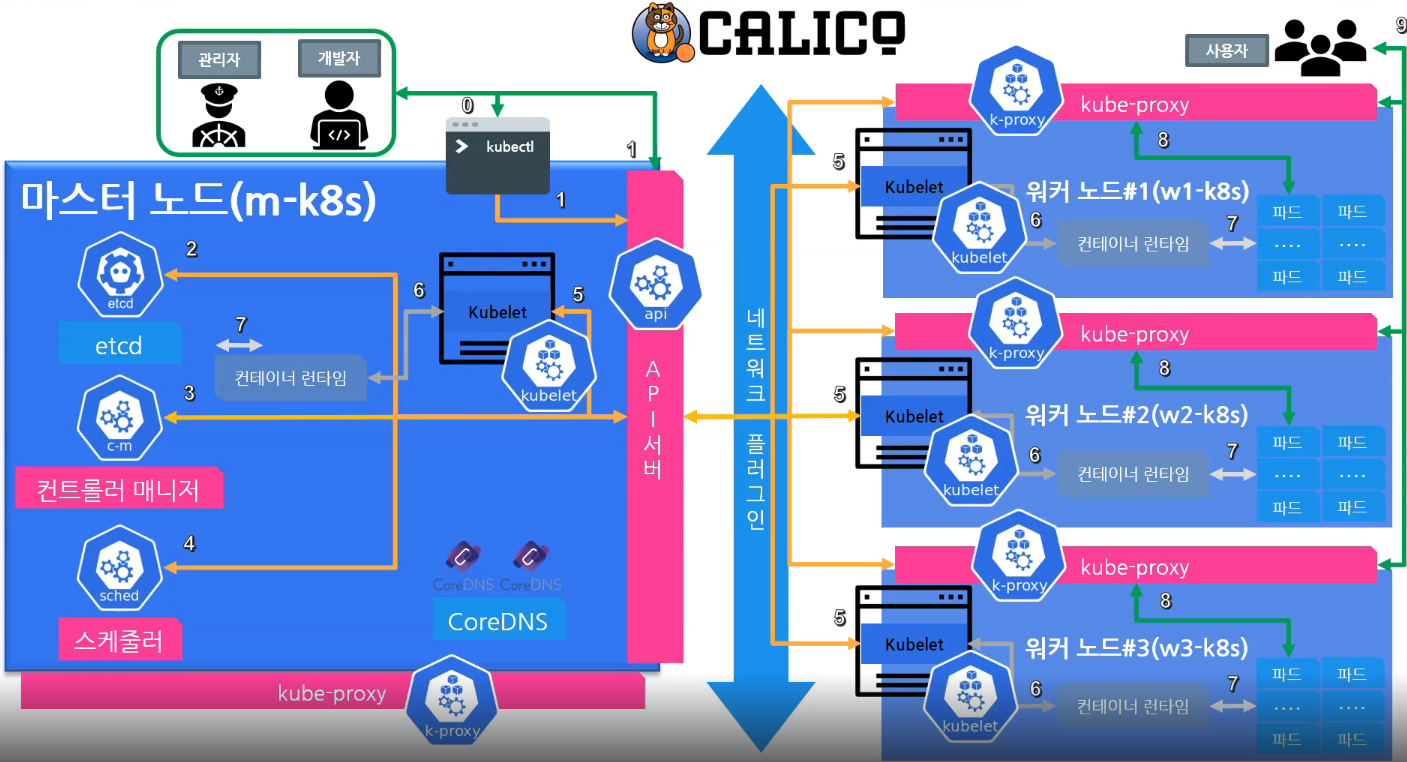 CALICO
관리자
개발자
사용자
9
0
kubectl
1
1
마스터 노드(m-k8s)
2
etcd
etcd
6
Kubelet
5
kubelet
7
컨테이너 런타임
3
c-m
컨트롤러 매니저
4
sched
스케줄러
CoreDNS
CoreDNS
CoreDNS
api
API서버
kube-proxy
k-proxy
네트워크 플러그인
k-proxy
kube-proxy
8
5
Kubelet
kubelet
워커 노드#1(w1-k8s)
6
컨테이너 런타임
7
파드 파드
.... ....
파드 파드
k-proxy
kube-proxy
8
5
Kubelet
kubelet
워커 노드#2(w2-k8s)
6
컨테이너 런타임
7
파드 파드
.... ....
파드 파드
k-proxy
kube-proxy
8
5
Kubelet
kubelet
워커 노드#3(w3-k8s)
6
컨테이너 런타임
7
파드 파드
.... ....
파드 파드